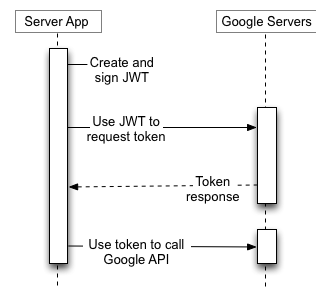 Server App
Google Servers
Create and
sign JWT
Use JWT to
request token
Token
response
Use token to call
Google API